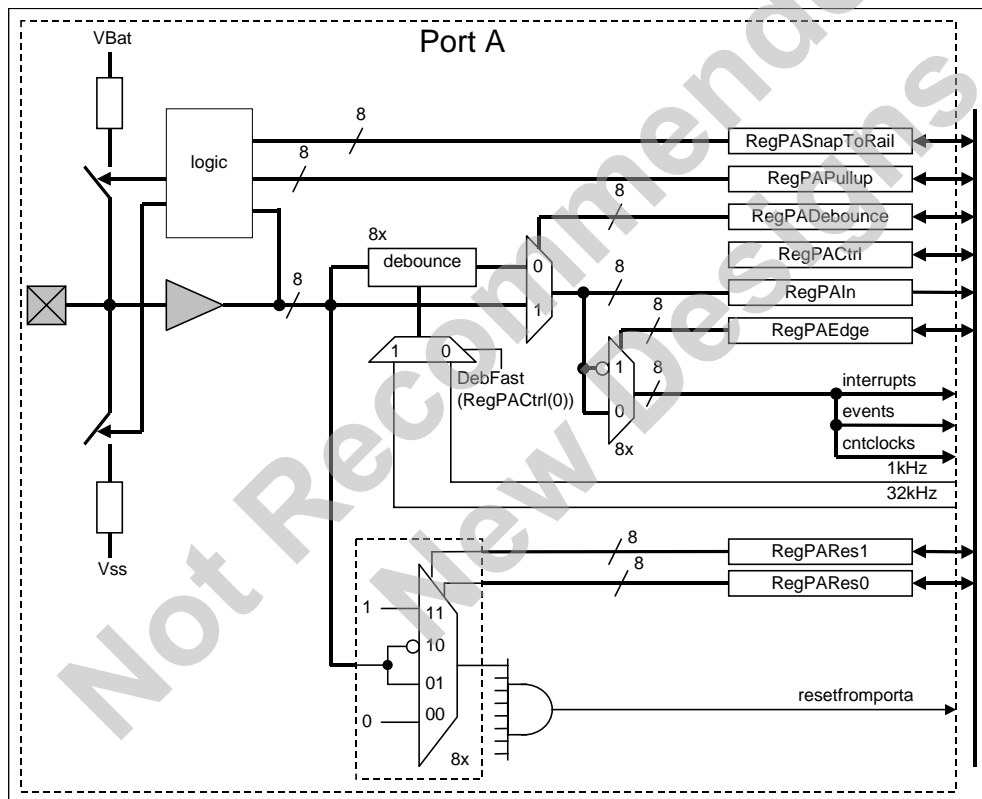 Port A
VBat
8
RegPASnapToRail
logic
8
RegPAPullup
8
RegPADebounce
8x
debounce
0
RegPACtrl
8
8
1
RegPAIn
8
RegPAEdge
1 0
DebFast
(RegPACtrl(0))
1
8
interrupts
0
events
8x
cntclocks
1kHz
32kHz
Vss
8
RegPARes1
8
RegPARes0
1
11
10
01
00
0
8x
resetfromporta
Not Recommended
New Designs